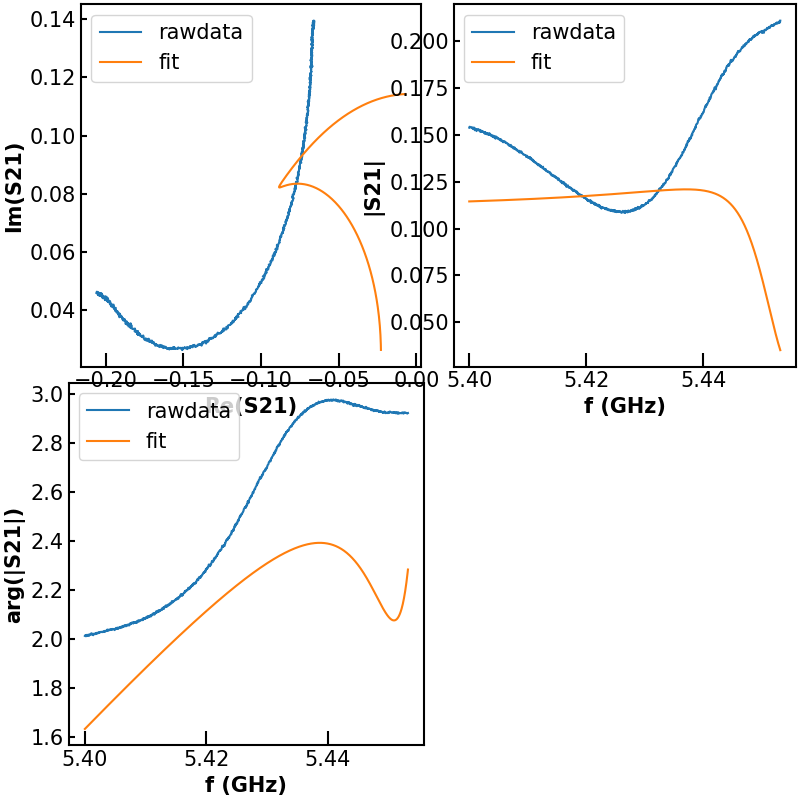 0.14
0.12
0.10
0.08
0.06
0.04
Im(S21)
rawdata
fit
−0.20 −0.15 −0.10 −0.05 0.00
Re(S21)
0.200
0.175
0.150
0.125
0.100
0.075
0.050
|S21|
rawdata
fit
5.40 5.42 5.44
f (GHz)
3.0
2.8
2.6
2.4
2.2
2.0
1.8
1.6
arg(|S21|)
rawdata
fit
5.40 5.42 5.44
f (GHz)